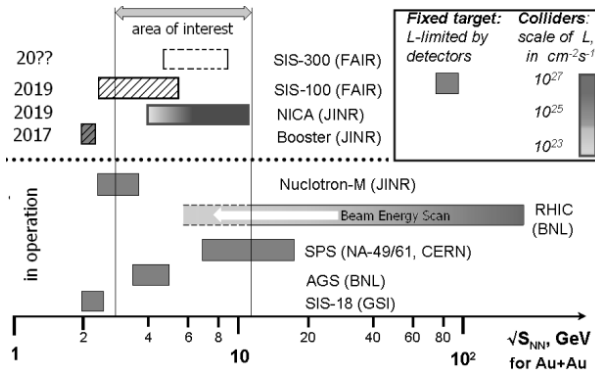 area of interest
20??
SIS-300 (FAIR)
2019
SIS-100 (FAIR)
2019
NICA (JINR)
2017
Booster (JINR)
Fixed target:
L-limited by
detectors
Colliders:
scale of L,
in cm⁻²s⁻¹
10²⁷
10²⁵
10²³
in operation
Nuclotron-M (JINR)
Beam Energy Scan
RHIC
(BNL)
SPS (NA-49/61, CERN)
AGS (BNL)
SIS-18 (GSI)
1 2 4 6 8 10 20 40 60 80 10²
√S_NN, GeV
for Au+Au